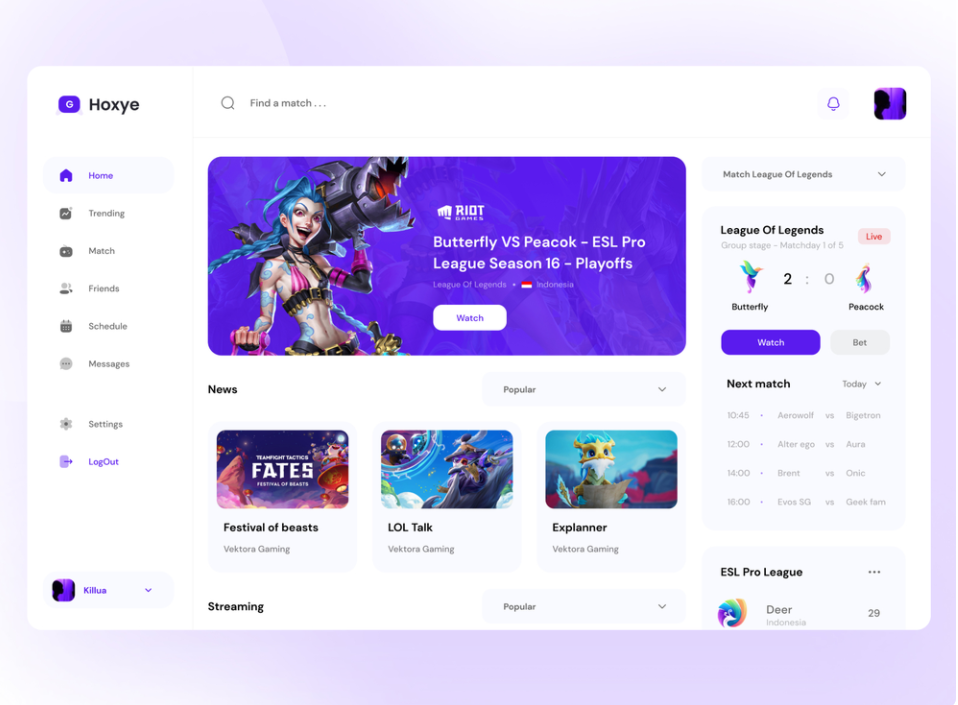 G Hoxye
Find a match . . .
Home
Trending
Match
Friends
Schedule
Messages
Settings
LogOut
Killua
RIOT
GAMES
Butterfly VS Peacok - ESL Pro
League Season 16 - Playoffs
League Of Legends • Indonesia
Watch
News
Popular
TEAMFIGHT TACTICS
FATES
FESTIVAL OF BEASTS
Festival of beasts
Vektora Gaming
LOL Talk
Vektora Gaming
Explanner
Vektora Gaming
Streaming
Popular
Match League Of Legends
League Of Legends
Live
Group stage - Matchday 1 of 5
2 : 0
Butterfly
Peacock
Watch
Bet
Next match
Today
10:45 • Aerowolf vs Bigetron
12:00 • Alter ego vs Aura
14:00 • Brent vs Onic
16:00 • Evos SG vs Geek fam
ESL Pro League
Deer
29
Indonesia